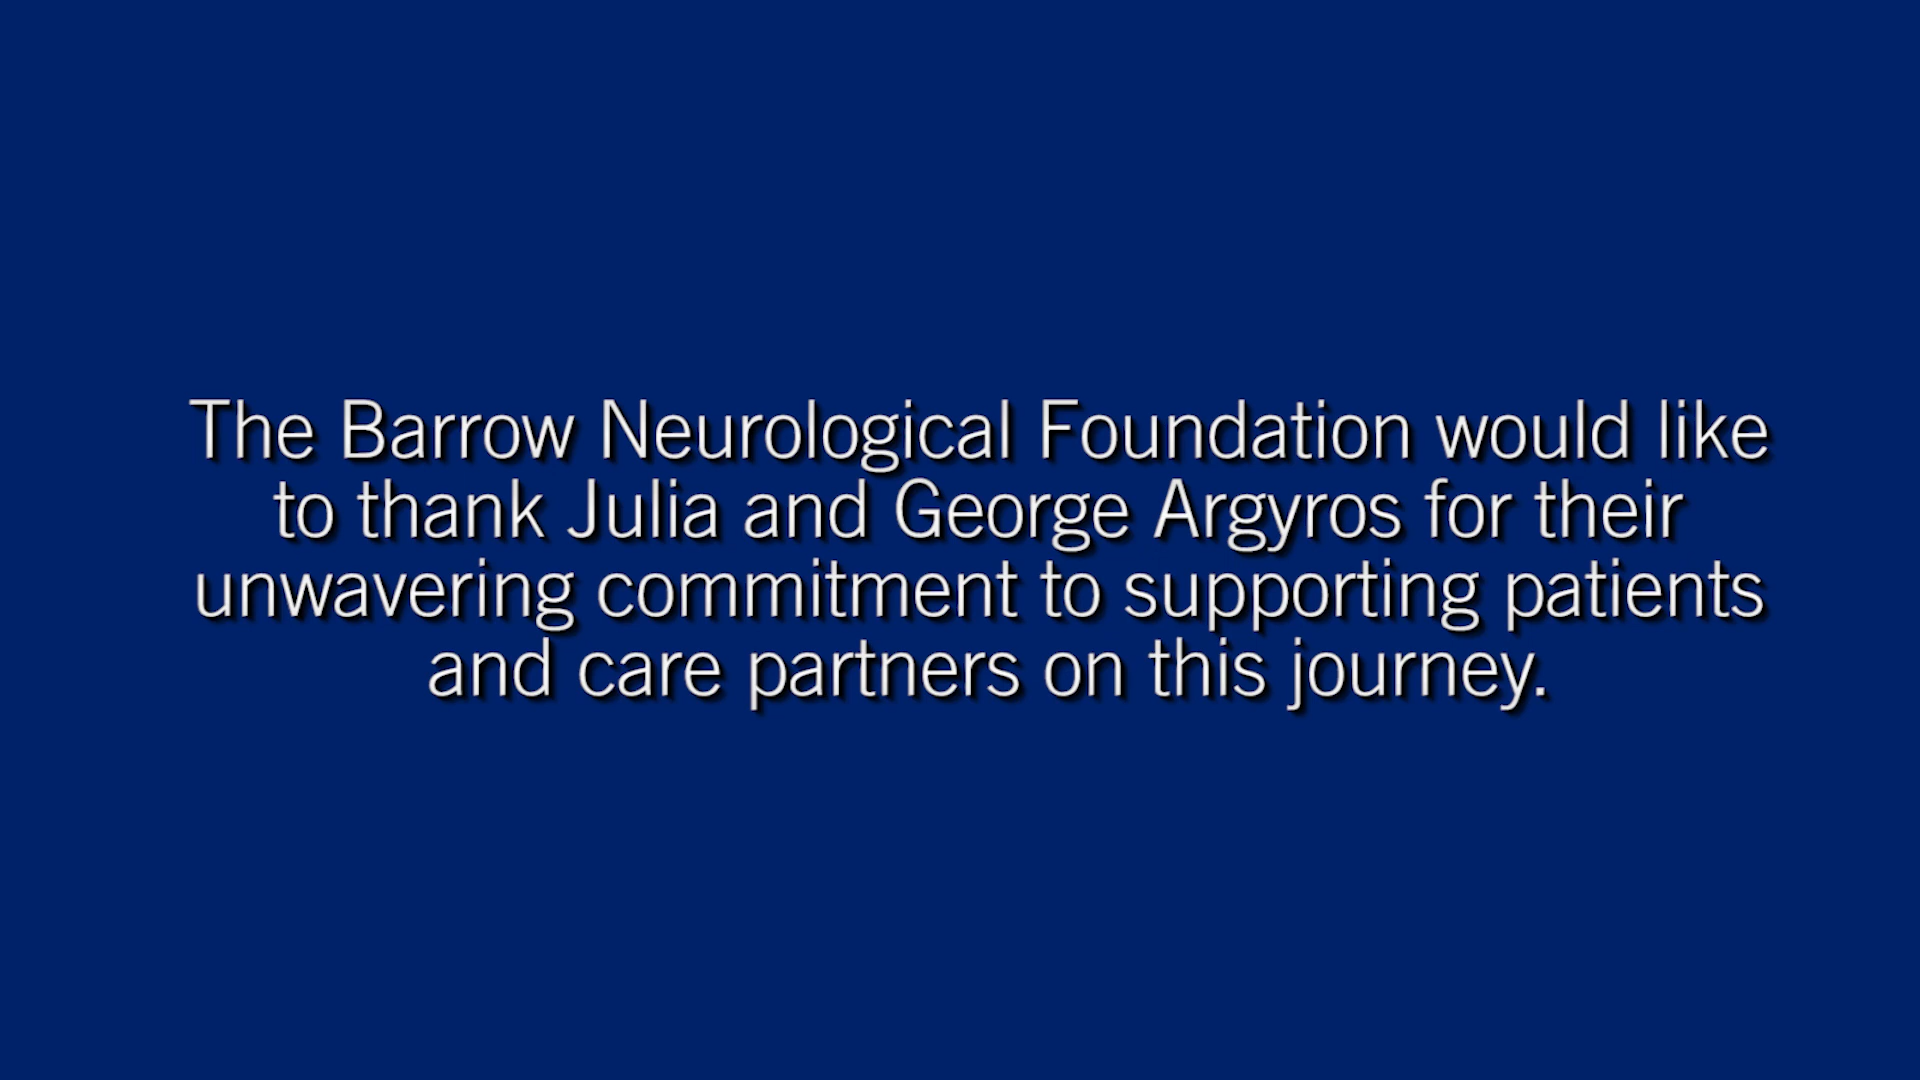 The Barrow Neurological Foundation would like
to thank Julia and George Argyros for their
unwavering commitment to supporting patients
and care partners on this journey.